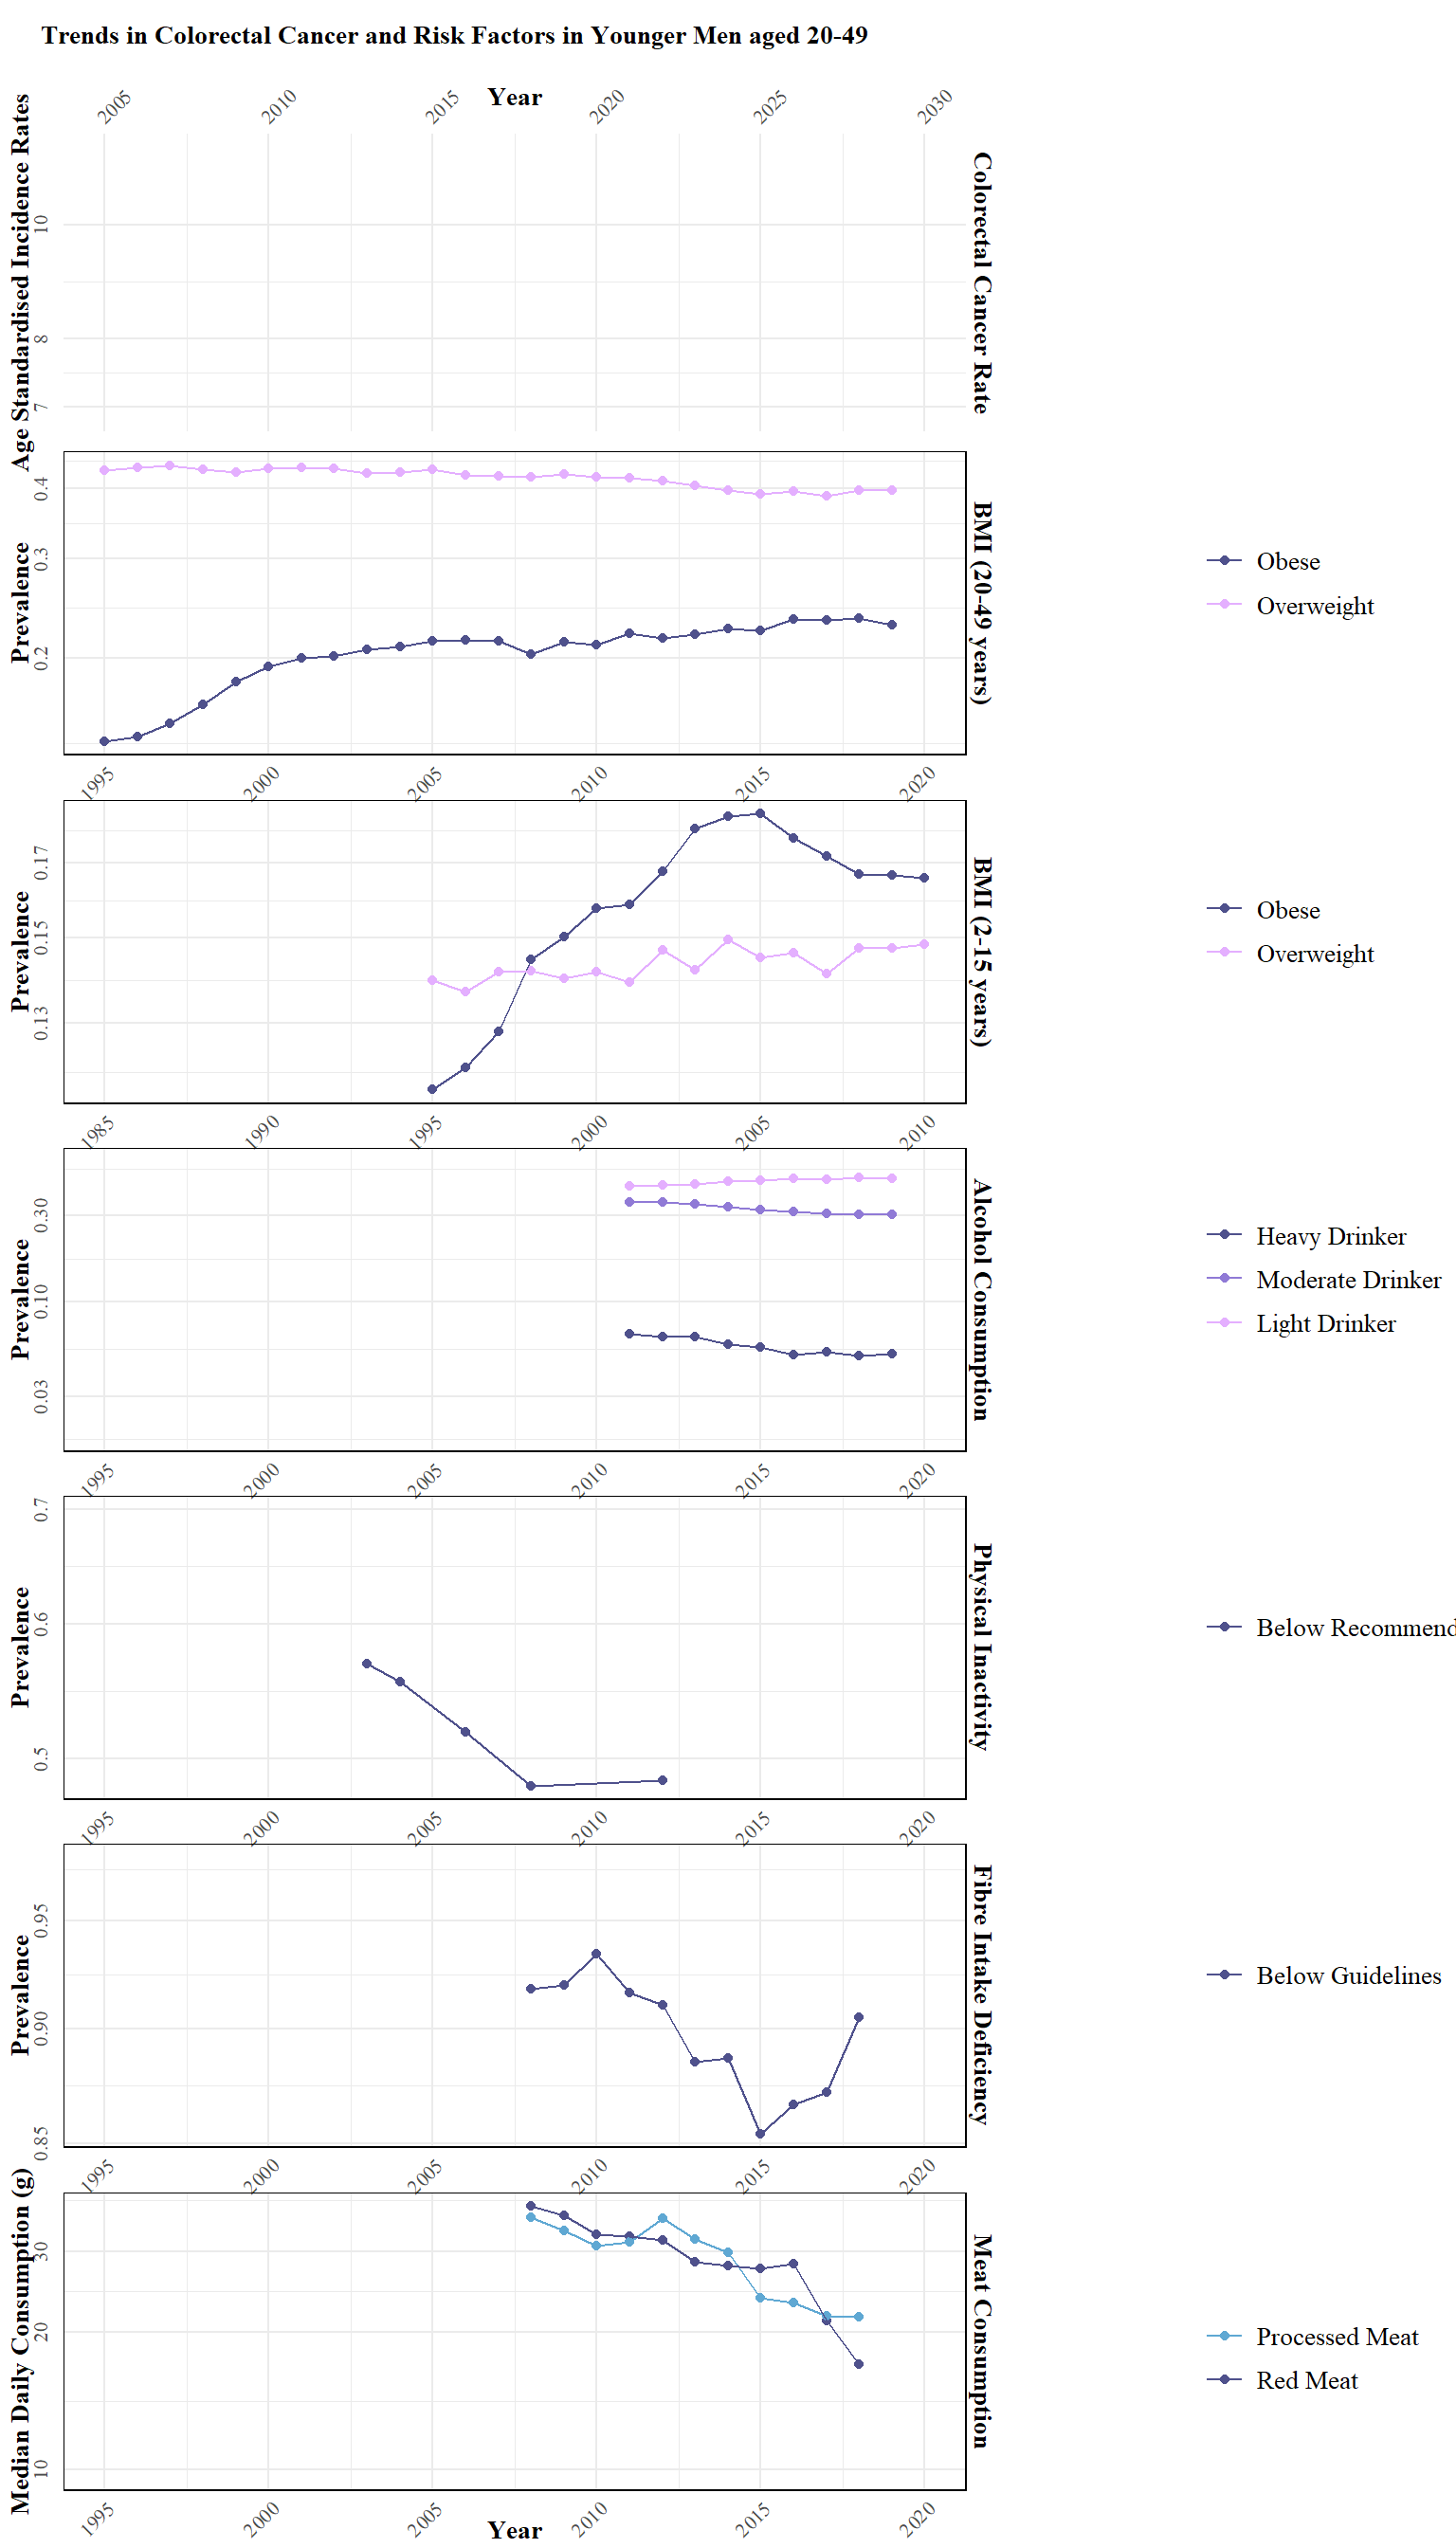 Trends in Colorectal Cancer and Risk Factors in Younger Men aged 20-49
Year
2005 2010 2015 2020 2025 2030
Age Standardised Incidence Rates
10
8
7
Colorectal Cancer Rate
Prevalence
0.4
0.3
0.2
BMI (20-49 years)
Obese
Overweight
1995 2000 2005 2010 2015 2020
Prevalence
0.17
0.15
0.13
BMI (2-15 years)
Obese
Overweight
1985 1990 1995 2000 2005 2010
Prevalence
0.30
0.10
0.03
Alcohol Consumption
Heavy Drinker
Moderate Drinker
Light Drinker
1995 2000 2005 2010 2015 2020
Prevalence
0.7
0.6
0.5
Physical Inactivity
Below Recommend
1995 2000 2005 2010 2015 2020
Prevalence
0.95
0.90
0.85
Fibre Intake Deficiency
Below Guidelines
1995 2000 2005 2010 2015 2020
Median Daily Consumption (g)
30
20
10
Meat Consumption
Processed Meat
Red Meat
1995 2000 2005 2010 2015 2020
Year